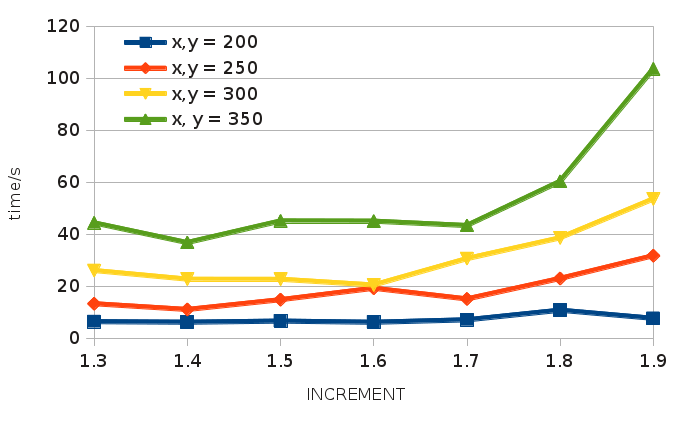 120
x,y = 200
x,y = 250
100
x,y = 300
x, y = 350
80
60
time/s
40
20
0
1.3 1.4 1.5 1.6 1.7 1.8 1.9
INCREMENT